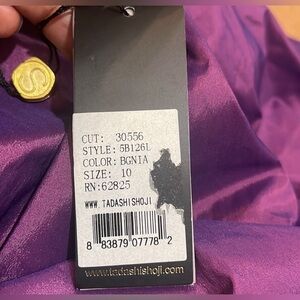 CUT: 30556
STYLE: 5B126L
COLOR: BGNIA
SIZE: 10
RN: 62825
WWW.TADASHISHOJI
8 83879 07778 2
www.tadashishoji.com